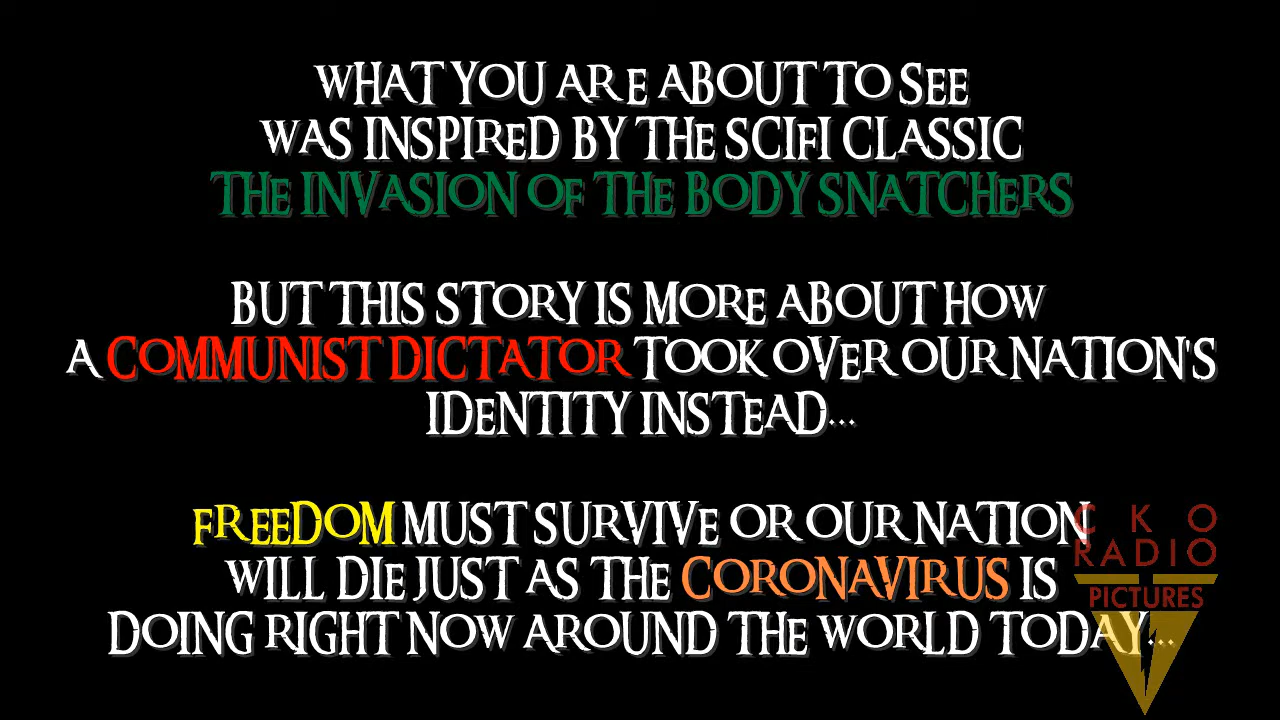 WHAT YOU ARE ABOUT TO SEE
WAS INSPIRED BY THE SCIFI CLASSIC
THE INVASION OF THE BODY SNATCHERS
BUT THIS STORY IS MORE ABOUT HOW
A COMMUNIST DICTATOR TOOK OVER OUR NATION'S
IDENTITY INSTEAD...
FREEDOM MUST SURVIVE OR OUR NATION
WILL DIE JUST AS THE CORONAVIRUS IS
DOING RIGHT NOW AROUND THE WORLD TODAY...
CKO
RADIO
PICTURES